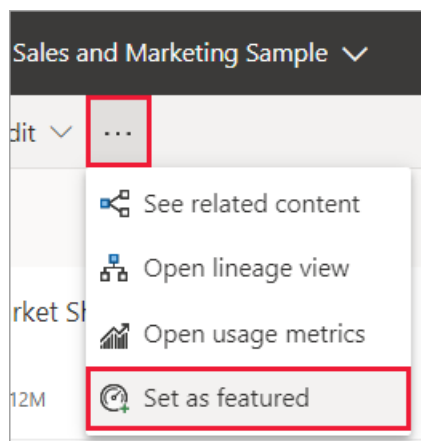 Sales and Marketing Sample
dit ...
See related content
Open lineage view
rket Sh
Open usage metrics
12M
Set as featured